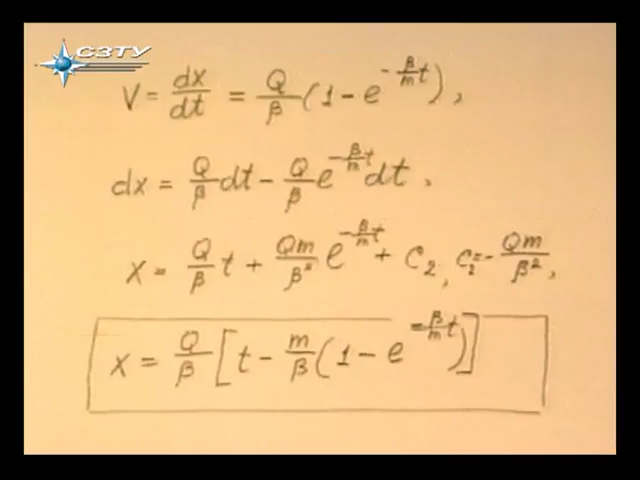 СЗТУ
V = dx/dt = Q/β (1 - e^{-β/m t}),
dx = Q/β dt - Q/β e^{-β/m t} dt,
x = Q/β t + Qm/β² e^{-β/m t} + C₂, C₂ = - Qm/β²,
x = Q/β [t - m/β (1 - e^{-β/m t})]